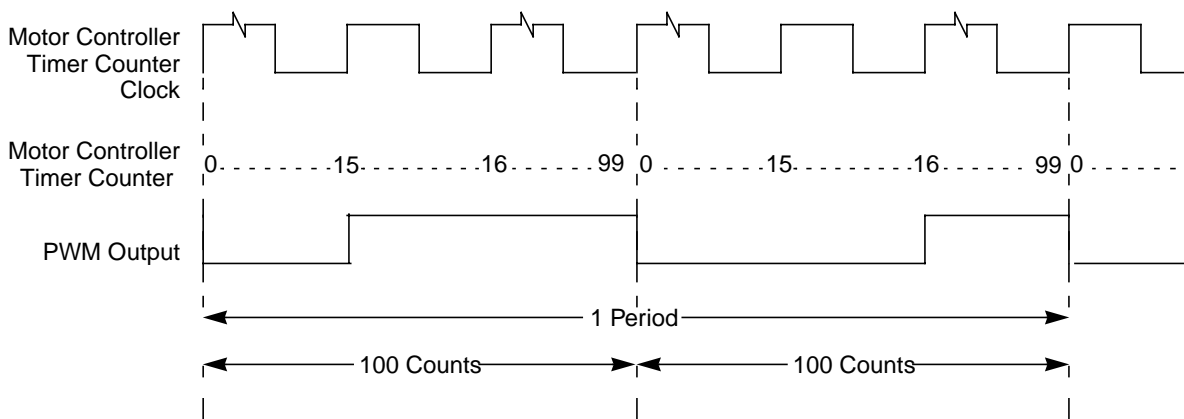 Motor Controller
Timer Counter
Clock
Motor Controller
Timer Counter
0 15 16 99 0 15 16 99 0
PWM Output
1 Period
100 Counts 100 Counts